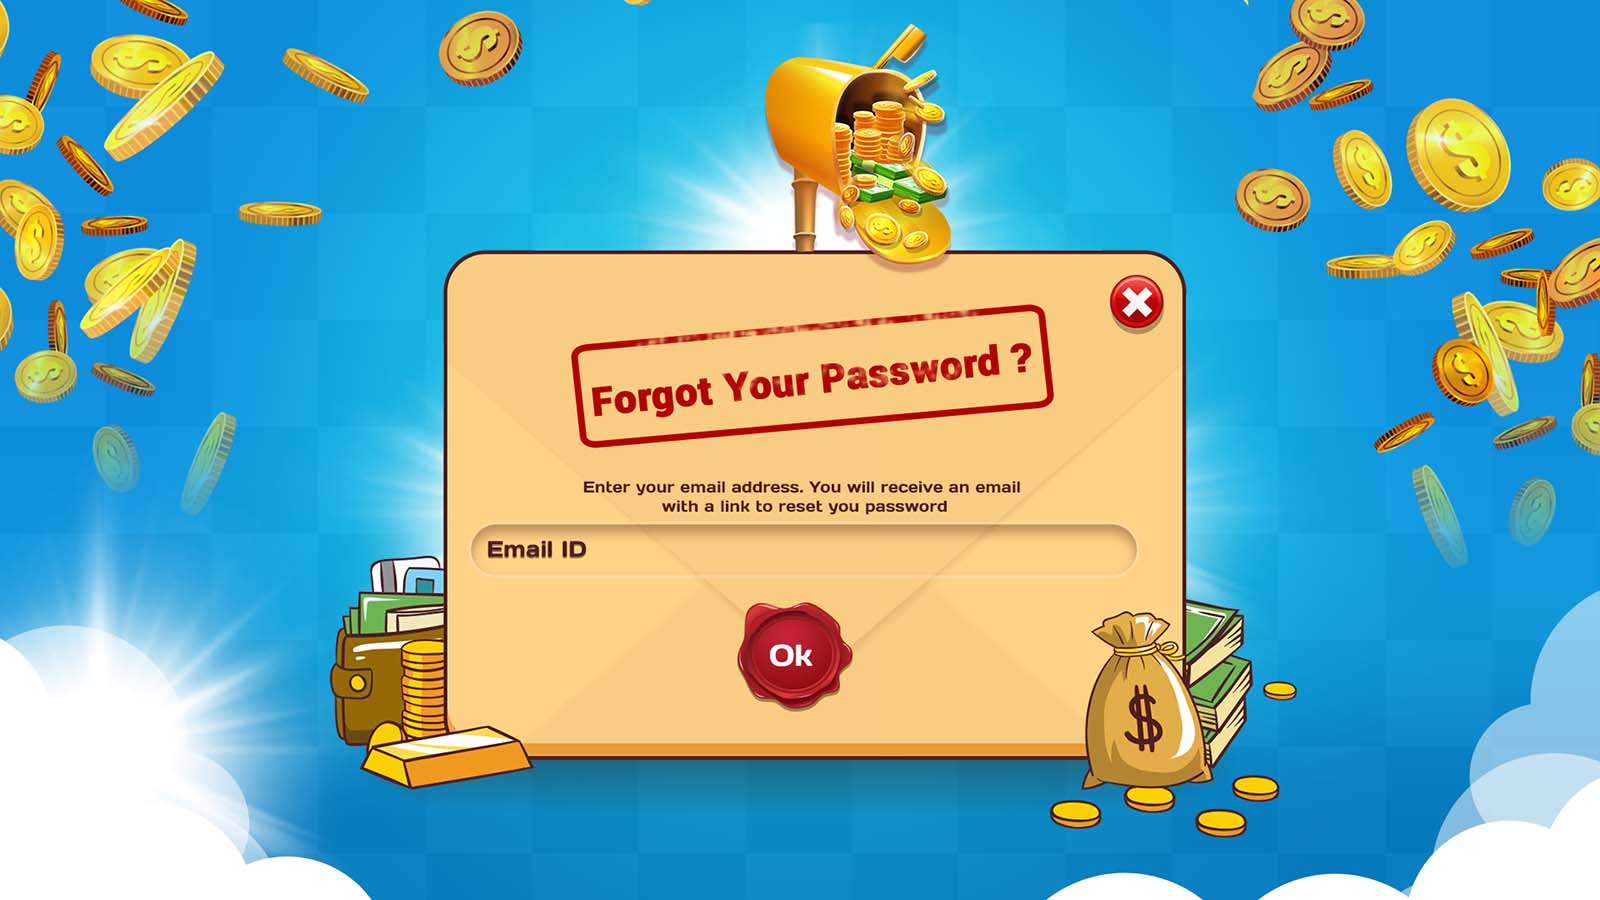 Forgot Your Password ?
Enter your email address. You will receive an email
with a link to reset you password
Email ID
Ok
$